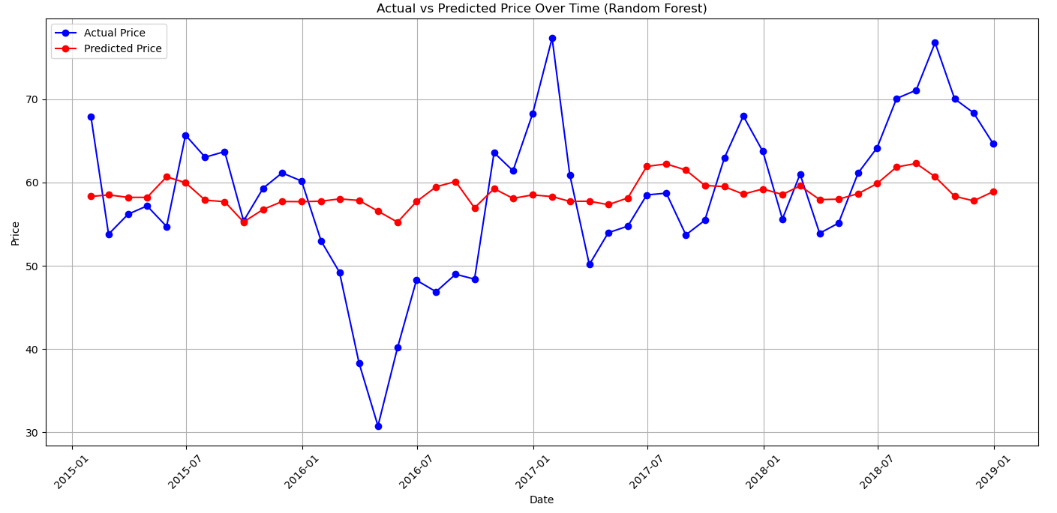 Actual vs Predicted Price Over Time (Random Forest)
Actual Price
Predicted Price
70
60
50
40
30
Price
2015-01
2015-07
2016-01
2016-07
2017-01
2017-07
2018-01
2018-07
2019-01
Date